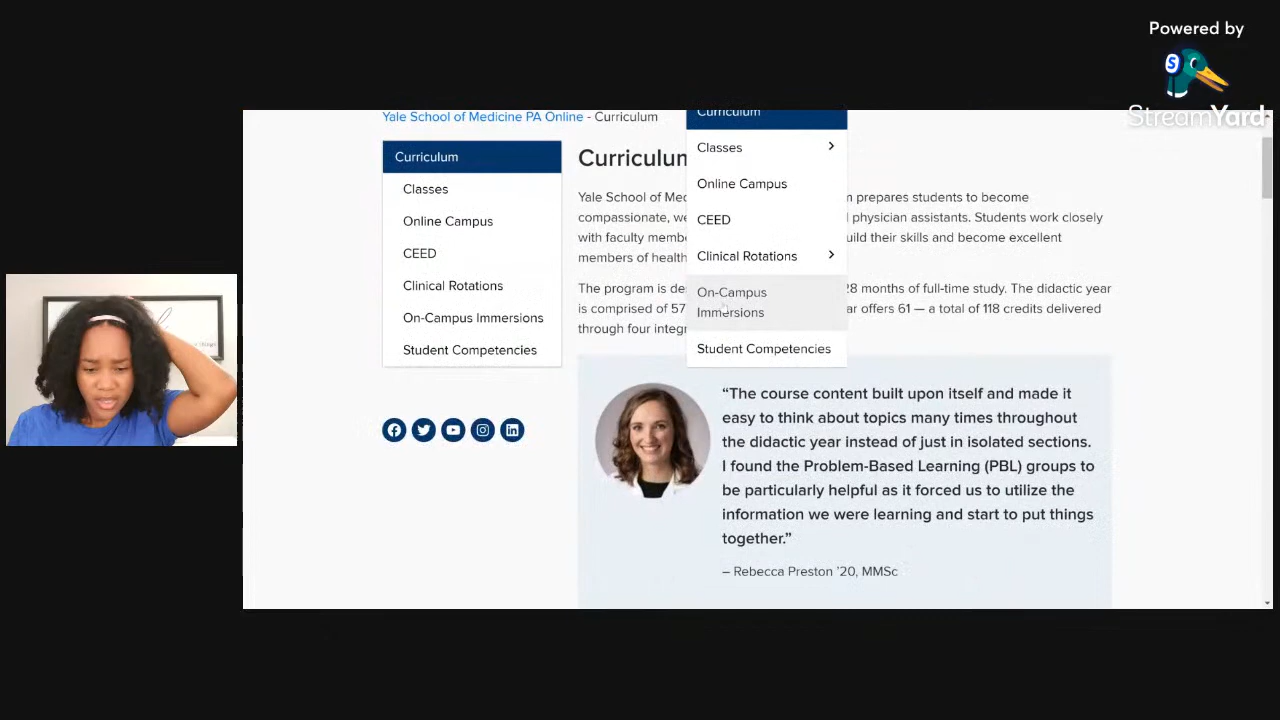 Powered by
StreamYard
Yale School of Medicine PA Online - Curriculum
Curriculum
Classes
Online Campus
CEED
Clinical Rotations
On-Campus Immersions
Student Competencies
Curriculum
Classes
Online Campus
CEED
Clinical Rotations
On-Campus
Immersions
Student Competencies
Curriculum
Yale School of Med m prepares students to become
compassionate, we physician assistants. Students work closely
with faculty memb uild their skills and become excellent
members of health
The program is de 28 months of full-time study. The didactic year
is comprised of 57 ar offers 61 — a total of 118 credits delivered
through four integ
“The course content built upon itself and made it
easy to think about topics many times throughout
the didactic year instead of just in isolated sections.
I found the Problem-Based Learning (PBL) groups to
be particularly helpful as it forced us to utilize the
information we were learning and start to put things
together.”
– Rebecca Preston ’20, MMSc